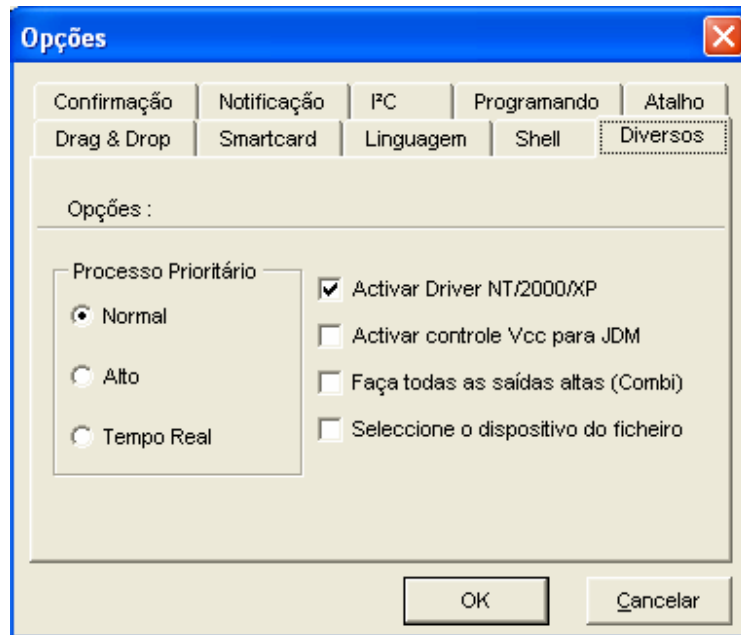 Opções
Confirmação Notificação I²C Programando Atalho
Drag & Drop Smartcard Linguagem Shell Diversos
Opções :
Processo Prioritário
Normal
Alto
Tempo Real
Activar Driver NT/2000/XP
Activar controle Vcc para JDM
Faça todas as saídas altas (Combi)
Seleccione o dispositivo do ficheiro
OK Cancelar